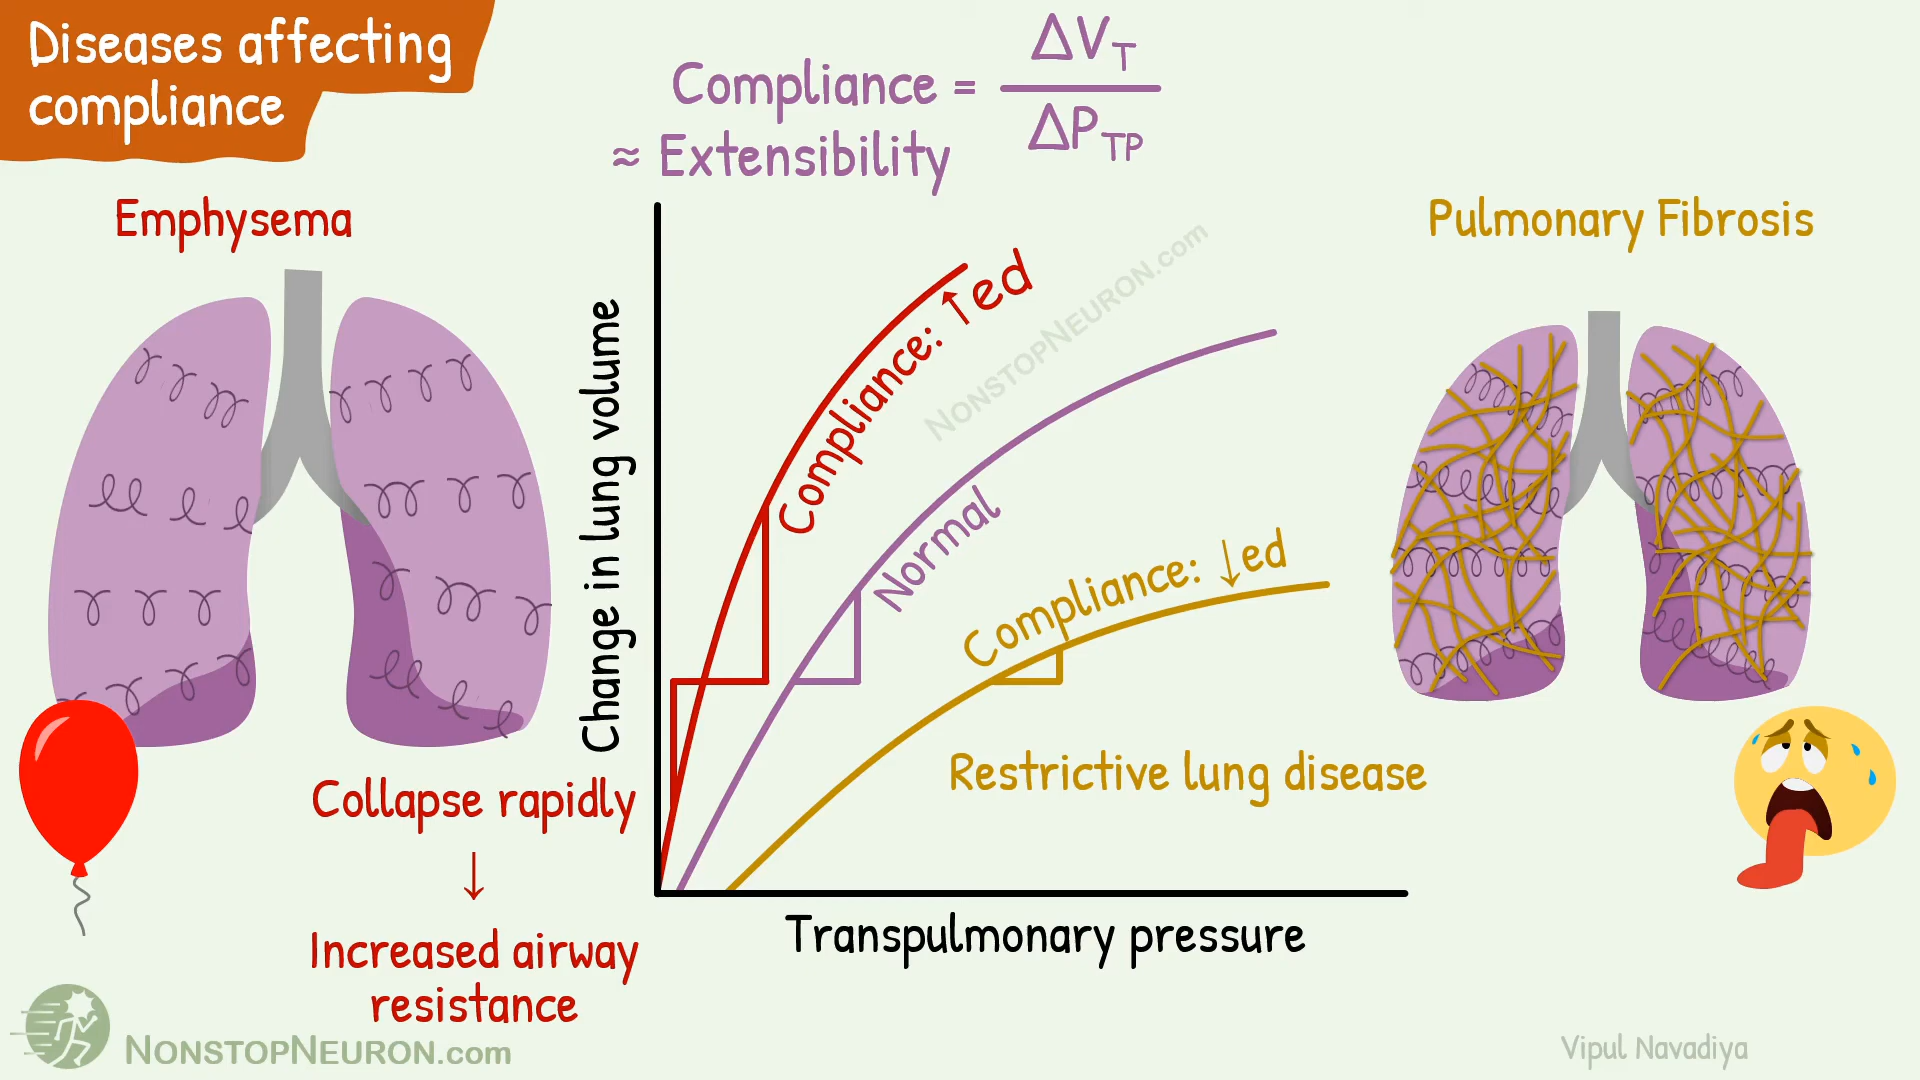 Diseases affecting
compliance
Compliance = ΔV_T / ΔP_TP
≈ Extensibility
Emphysema
Pulmonary Fibrosis
Change in lung volume
Compliance: ↑ed
NONSTOPNEURON.com
Normal
Compliance: ↓ed
Restrictive lung disease
Collapse rapidly
↓
Increased airway
resistance
Transpulmonary pressure
NONSTOPNEURON.com
Vipul Navadiya